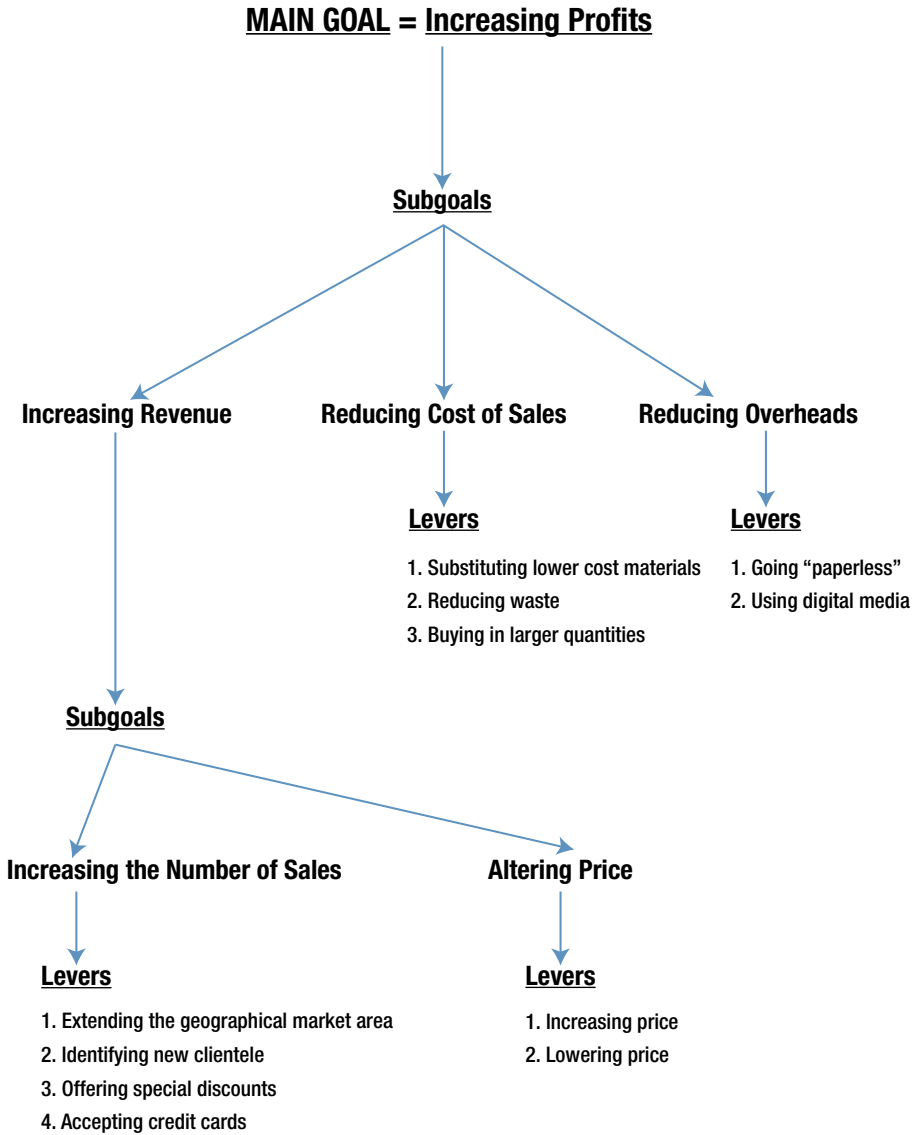 MAIN GOAL = Increasing Profits
Subgoals
Increasing Revenue
Reducing Cost of Sales
Reducing Overheads
Levers
1. Substituting lower cost materials
2. Reducing waste
3. Buying in larger quantities
Levers
1. Going “paperless”
2. Using digital media
Subgoals
Increasing the Number of Sales
Altering Price
Levers
1. Extending the geographical market area
2. Identifying new clientele
3. Offering special discounts
4. Accepting credit cards
Levers
1. Increasing price
2. Lowering price